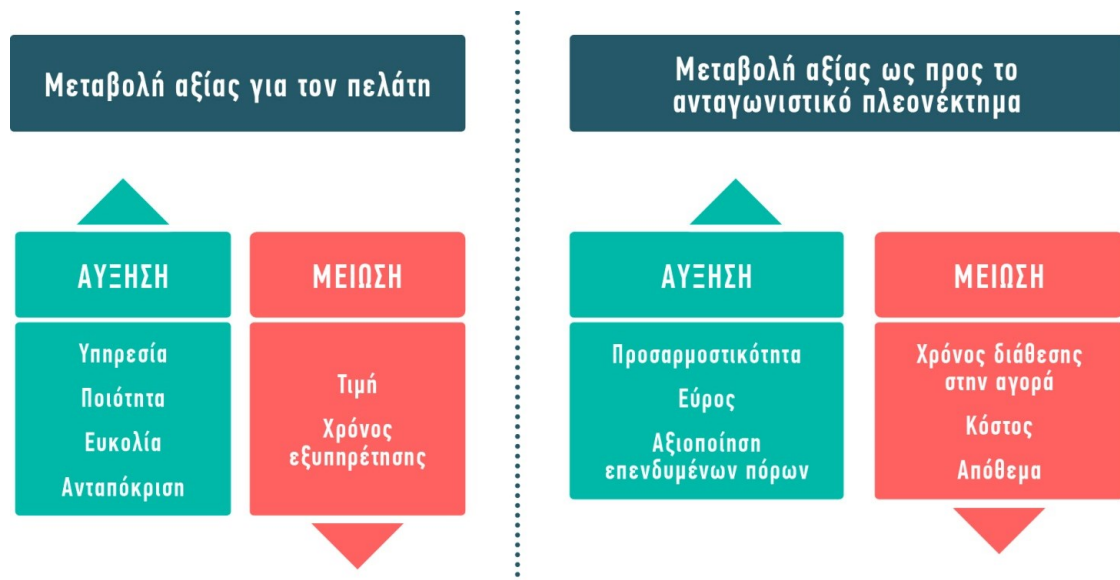 Μεταβολή αξίας για τον πελάτη
ΑΥΞΗΣΗ
Υπηρεσία
Ποιότητα
Ευκολία
Ανταπόκριση
ΜΕΙΩΣΗ
Τιμή
Χρόνος
εξυπηρέτησης
Μεταβολή αξίας ως προς το
ανταγωνιστικό πλεονέκτημα
ΑΥΞΗΣΗ
Προσαρμοστικότητα
Εύρος
Αξιοποίηση
επενδυμένων πόρων
ΜΕΙΩΣΗ
Χρόνος διάθεσης
στην αγορά
Κόστος
Απόθεμα